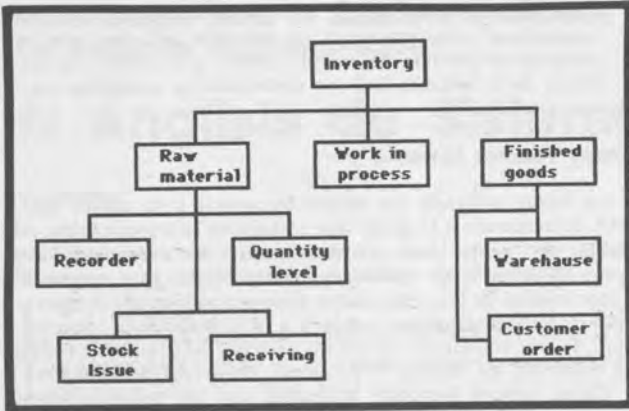 Inventory
Raw
material
Work in
process
Finished
goods
Recorder
Quantity
level
Warehause
Stock
Issue
Receiving
Customer
order